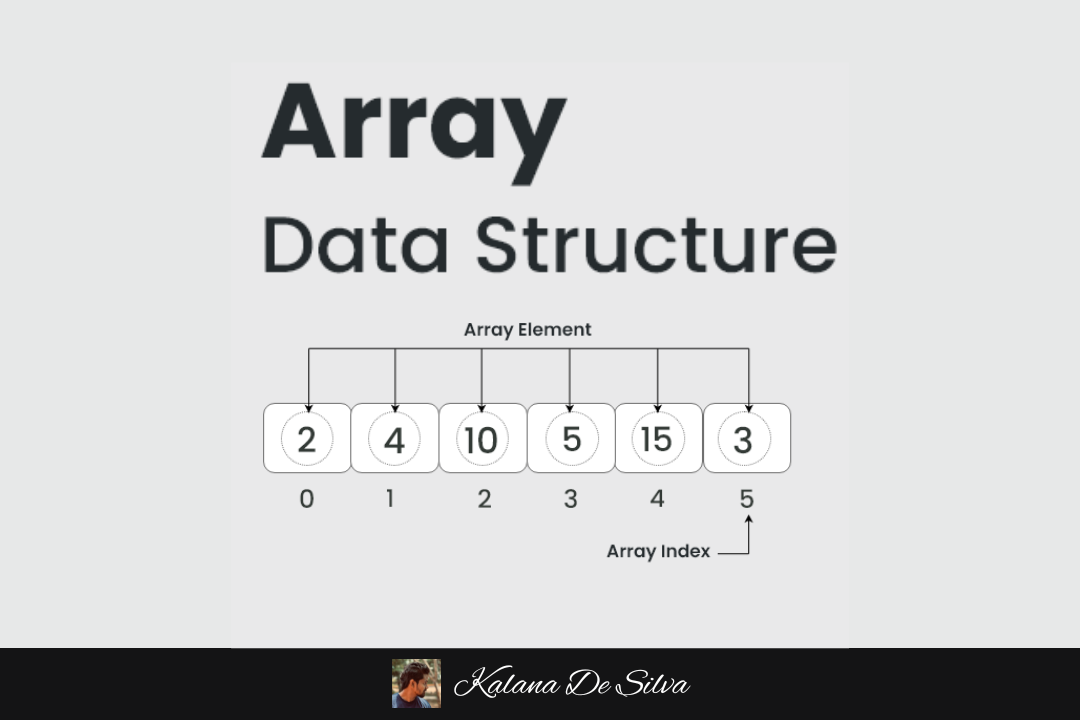 Array
Data Structure
Array Element
2 4 10 5 15 3
0 1 2 3 4 5
Array Index
Kalana De Silva